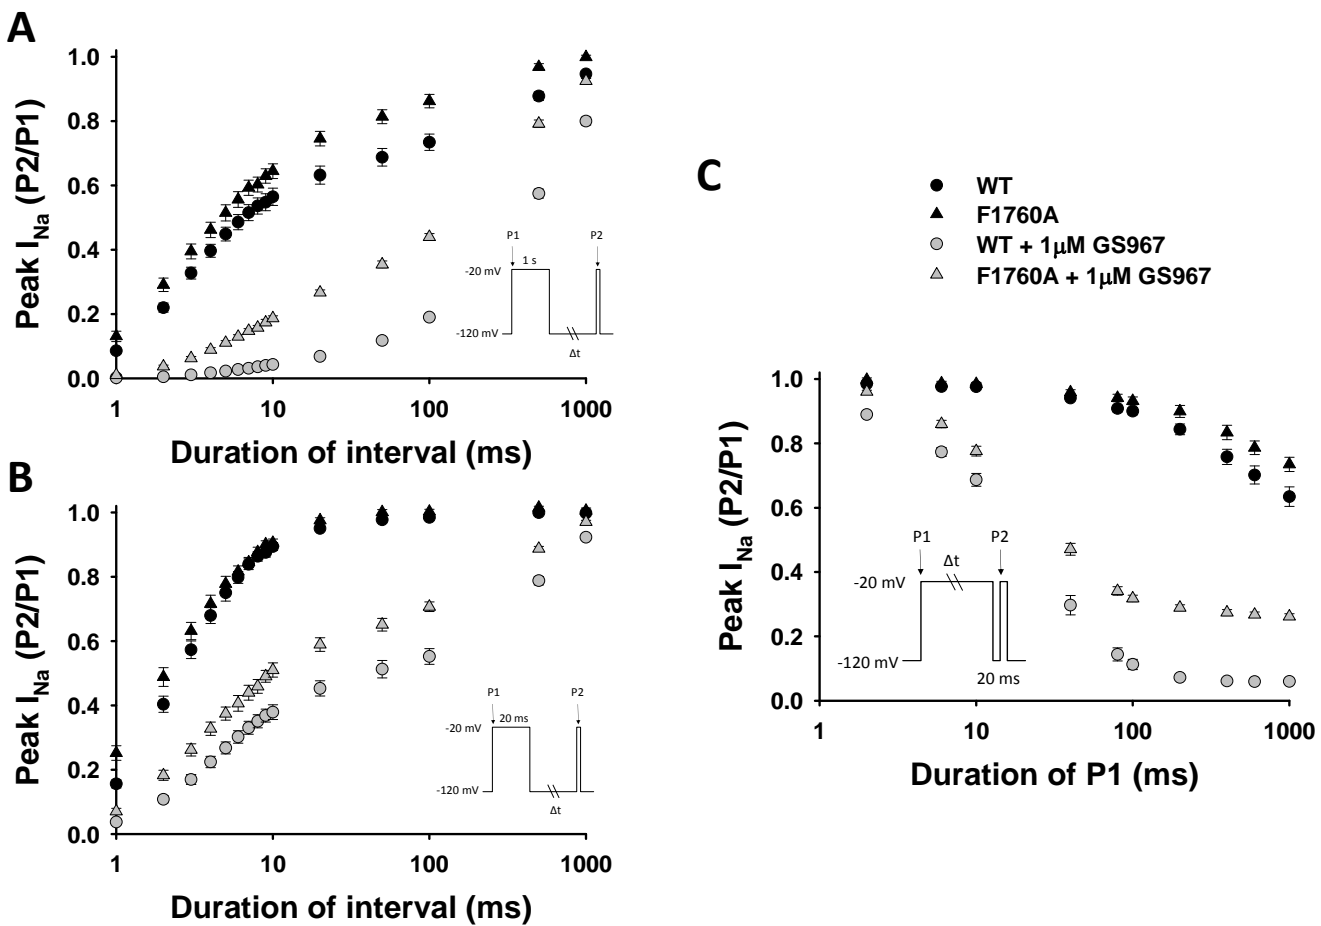 A
1.0
0.8
0.6
0.4
0.2
0.0
Peak I_Na (P2/P1)
P1
P2
1 s
-20 mV
-120 mV
Δt
1
10
100
1000
Duration of interval (ms)
B
1.0
0.8
0.6
0.4
0.2
0.0
Peak I_Na (P2/P1)
P1
P2
20 ms
-20 mV
-120 mV
Δt
1
10
100
1000
Duration of interval (ms)
C
WT
F1760A
WT + 1μM GS967
F1760A + 1μM GS967
1.0
0.8
0.6
0.4
0.2
0.0
Peak I_Na (P2/P1)
P1
P2
Δt
-20 mV
-120 mV
20 ms
1
10
100
1000
Duration of P1 (ms)